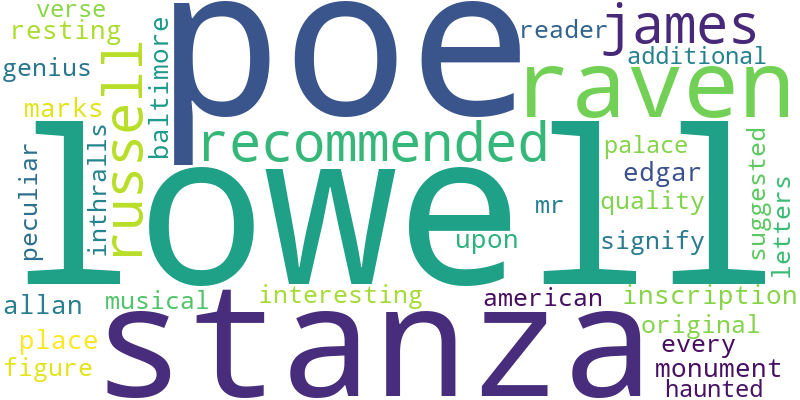 verse
poe
reader
james
resting
additional
genius
russell
baltimore
raven
marks
lowell
recommended
palace
suggested
peculiar
inthralls
edgar
letters
mr
quality
upon
signify
allan
musical
interesting
american
inscription
stanza
original
place
every
figure
monument
haunted